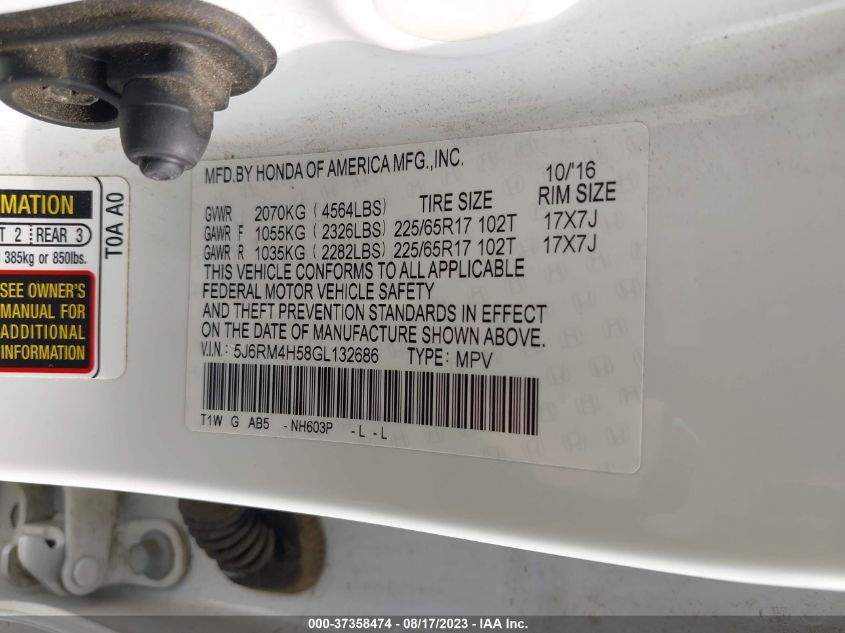 MFD.BY HONDA OF AMERICA MFG.,INC. 10/'16
TIRE SIZE RIM SIZE
GVWR 2070KG ( 4564LBS)
GAWR F 1055KG ( 2326LBS) 225/65R17 102T 17X7J
GAWR R 1035KG ( 2282LBS) 225/65R17 102T 17X7J
THIS VEHICLE CONFORMS TO ALL APPLICABLE
FEDERAL MOTOR VEHICLE SAFETY
AND THEFT PREVENTION STANDARDS IN EFFECT
ON THE DATE OF MANUFACTURE SHOWN ABOVE.
V.I.N.: 5J6RM4H58GL132686 TYPE: MPV
T1W G AB5 -NH603P -L -L
T 2 REAR 3
385kg or 850lbs.
SEE OWNER'S
MANUAL FOR
ADDITIONAL
INFORMATION
T0A A0
000-37358474 — 08/17/2023 — IAA Inc.